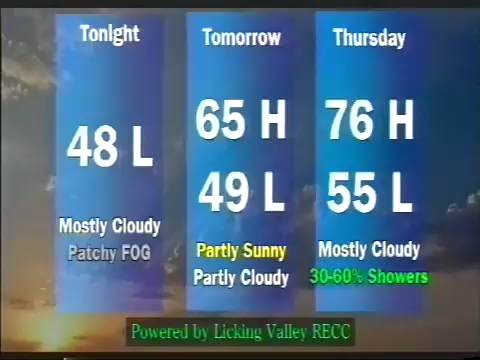 Tonight
48 L
Mostly Cloudy
Patchy FOG
Tomorrow
65 H
49 L
Partly Sunny
Partly Cloudy
Thursday
76 H
55 L
Mostly Cloudy
30-60% Showers
Powered by Licking Valley RECC